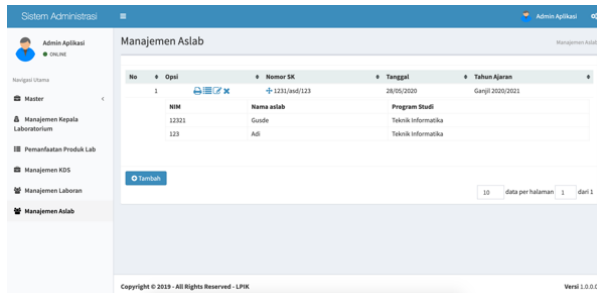 Sistem Administrasi
Admin Aplikasi
Admin Aplikasi
ONLINE
Manajemen Aslab
Manajemen Aslab
Navigasi Utama
Master
Manajemen Kepala
Laboratorium
Pemanfaatan Produk Lab
Manajemen KDS
Manajemen Laboran
Manajemen Aslab
No Opsi Nomor SK Tanggal Tahun Ajaran
1 1231/asd/123 28/05/2020 Ganjil 2020/2021
NIM Nama aslab Program Studi
12321 Gusde Teknik Informatika
123 Adi Teknik Informatika
Tambah
10 data per halaman 1 dari 1
Copyright © 2019 - All Rights Reserved - LPIK
Versi 1.0.0.0